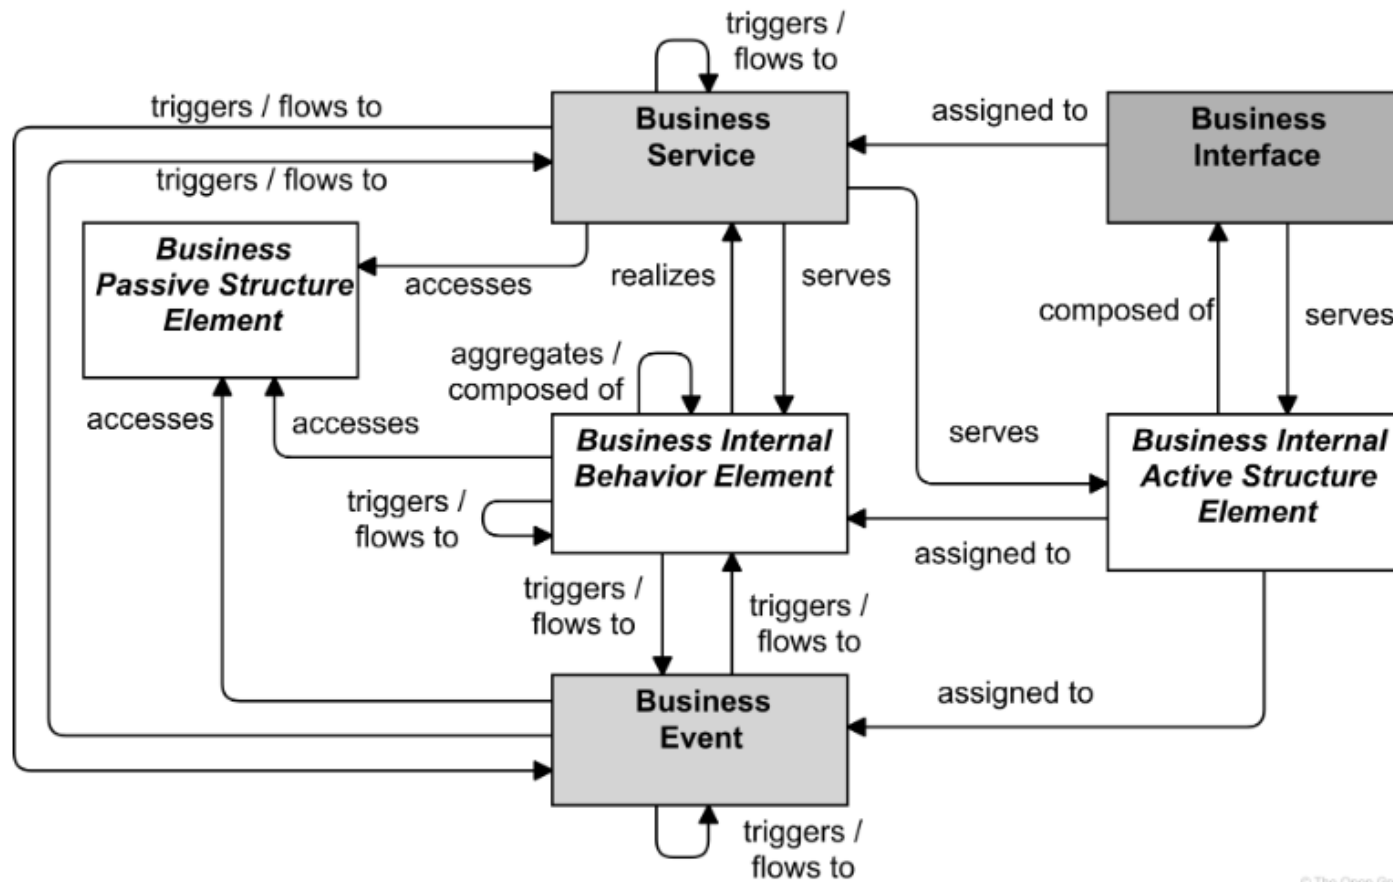 triggers /
flows to
triggers / flows to
Business
Service
assigned to
Business
Interface
triggers / flows to
Business
Passive Structure
Element
accesses
realizes
serves
composed of
serves
aggregates /
composed of
accesses
accesses
Business Internal
Behavior Element
serves
Business Internal
Active Structure
Element
triggers /
flows to
assigned to
triggers /
flows to
triggers /
flows to
Business
Event
assigned to
triggers /
flows to
© The Open